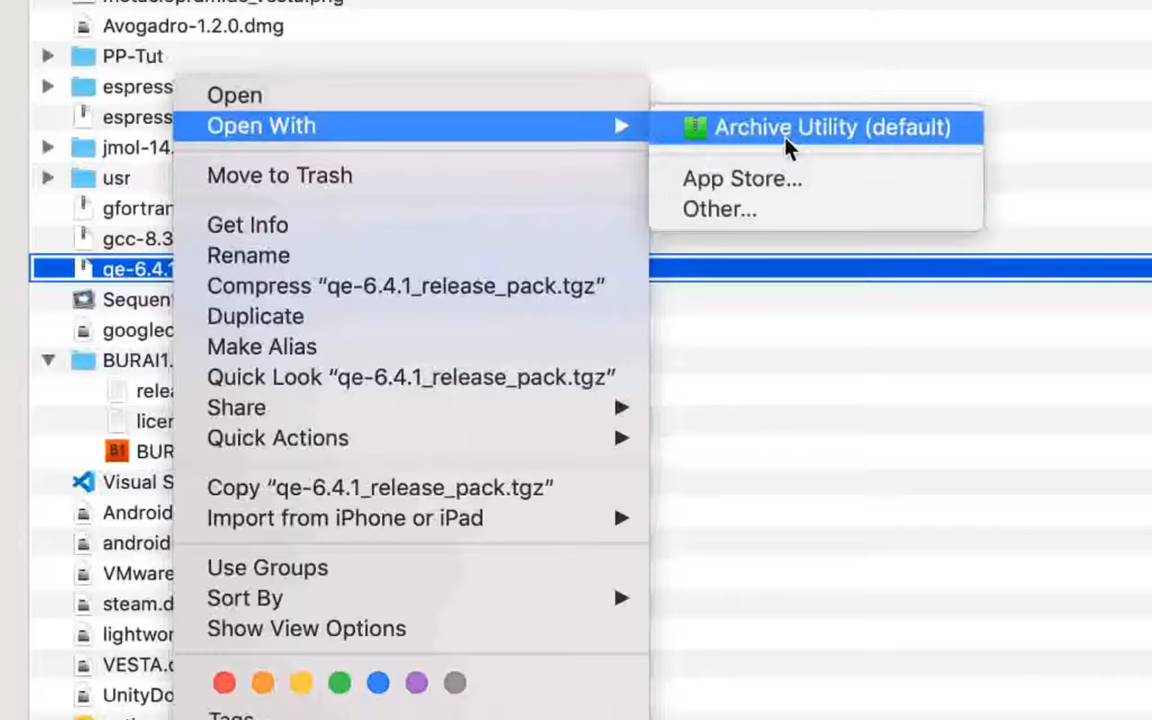 Avogadro-1.2.0.dmg
PP-Tut
espress
espress
jmol-14.
usr
gfortran
gcc-8.3
qe-6.4.1
Sequen
googlec
BURAI1.
relea
licen
BUR
Visual S
Android
android
VMware
steam.d
lightwor
VESTA.d
UnityDo
Open
Open With
Move to Trash
Get Info
Rename
Compress “qe-6.4.1_release_pack.tgz”
Duplicate
Make Alias
Quick Look “qe-6.4.1_release_pack.tgz”
Share
Quick Actions
Copy “qe-6.4.1_release_pack.tgz”
Import from iPhone or iPad
Use Groups
Sort By
Show View Options
Tags...
Archive Utility (default)
App Store...
Other...
B1